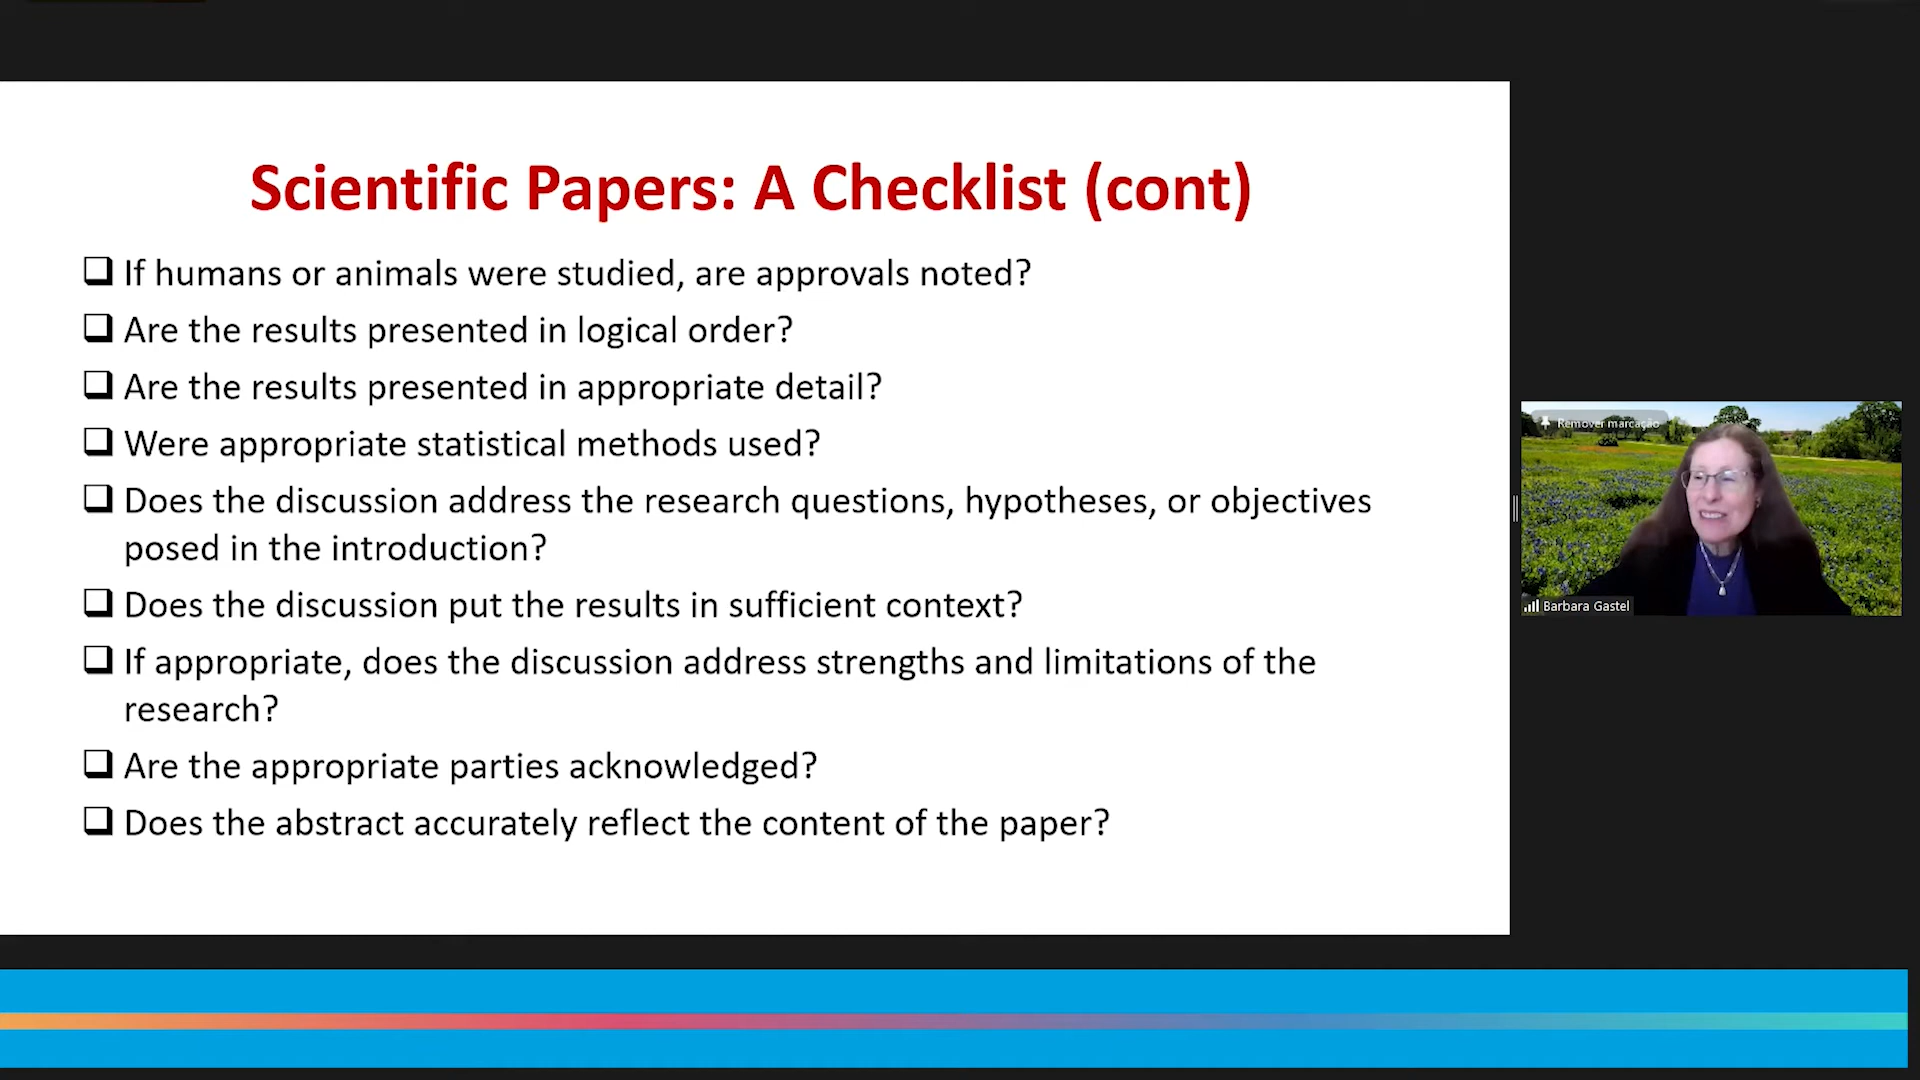 Scientific Papers: A Checklist (cont)
If humans or animals were studied, are approvals noted?
Are the results presented in logical order?
Are the results presented in appropriate detail?
Were appropriate statistical methods used?
Does the discussion address the research questions, hypotheses, or objectives
posed in the introduction?
Does the discussion put the results in sufficient context?
If appropriate, does the discussion address strengths and limitations of the
research?
Are the appropriate parties acknowledged?
Does the abstract accurately reflect the content of the paper?
Remover marcação
Barbara Gastel